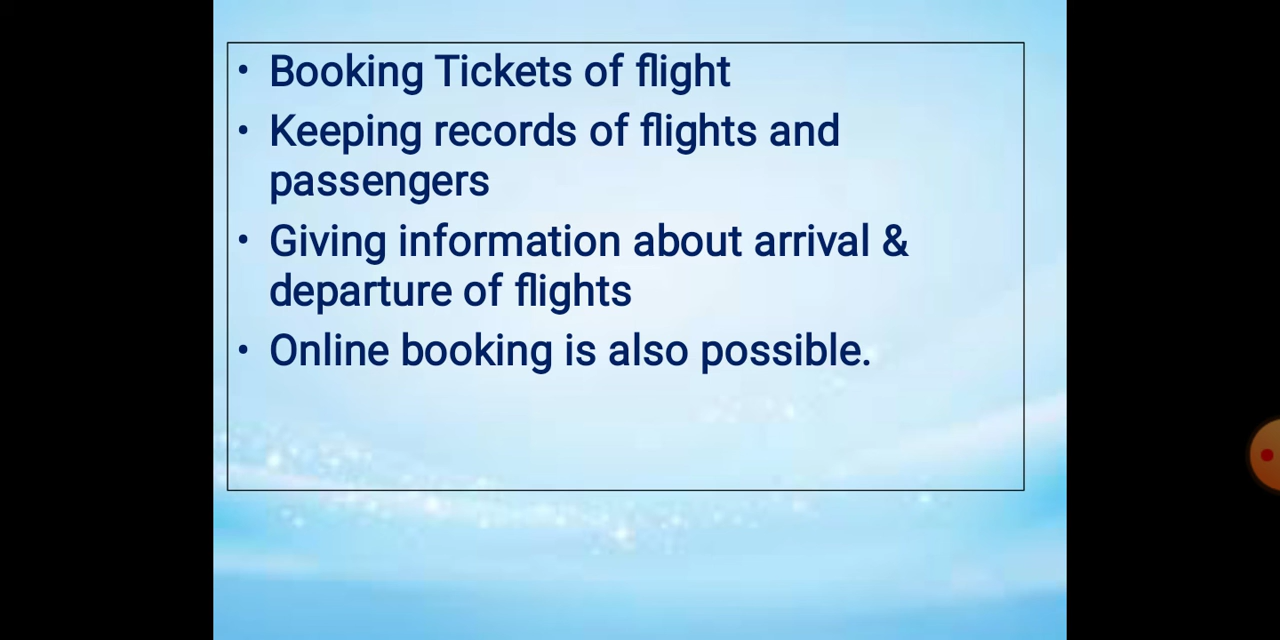 • Booking Tickets of flight
• Keeping records of flights and
passengers
• Giving information about arrival &
departure of flights
• Online booking is also possible.